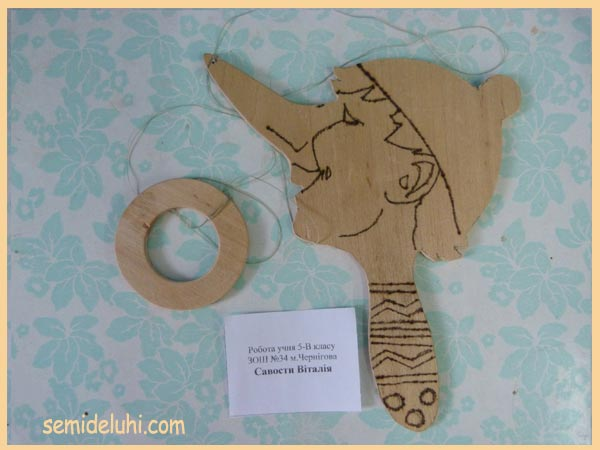 Робота учня 5-В класу
ЗОШ №34 м.Чернігова
Савости Віталія
semideluhi.com